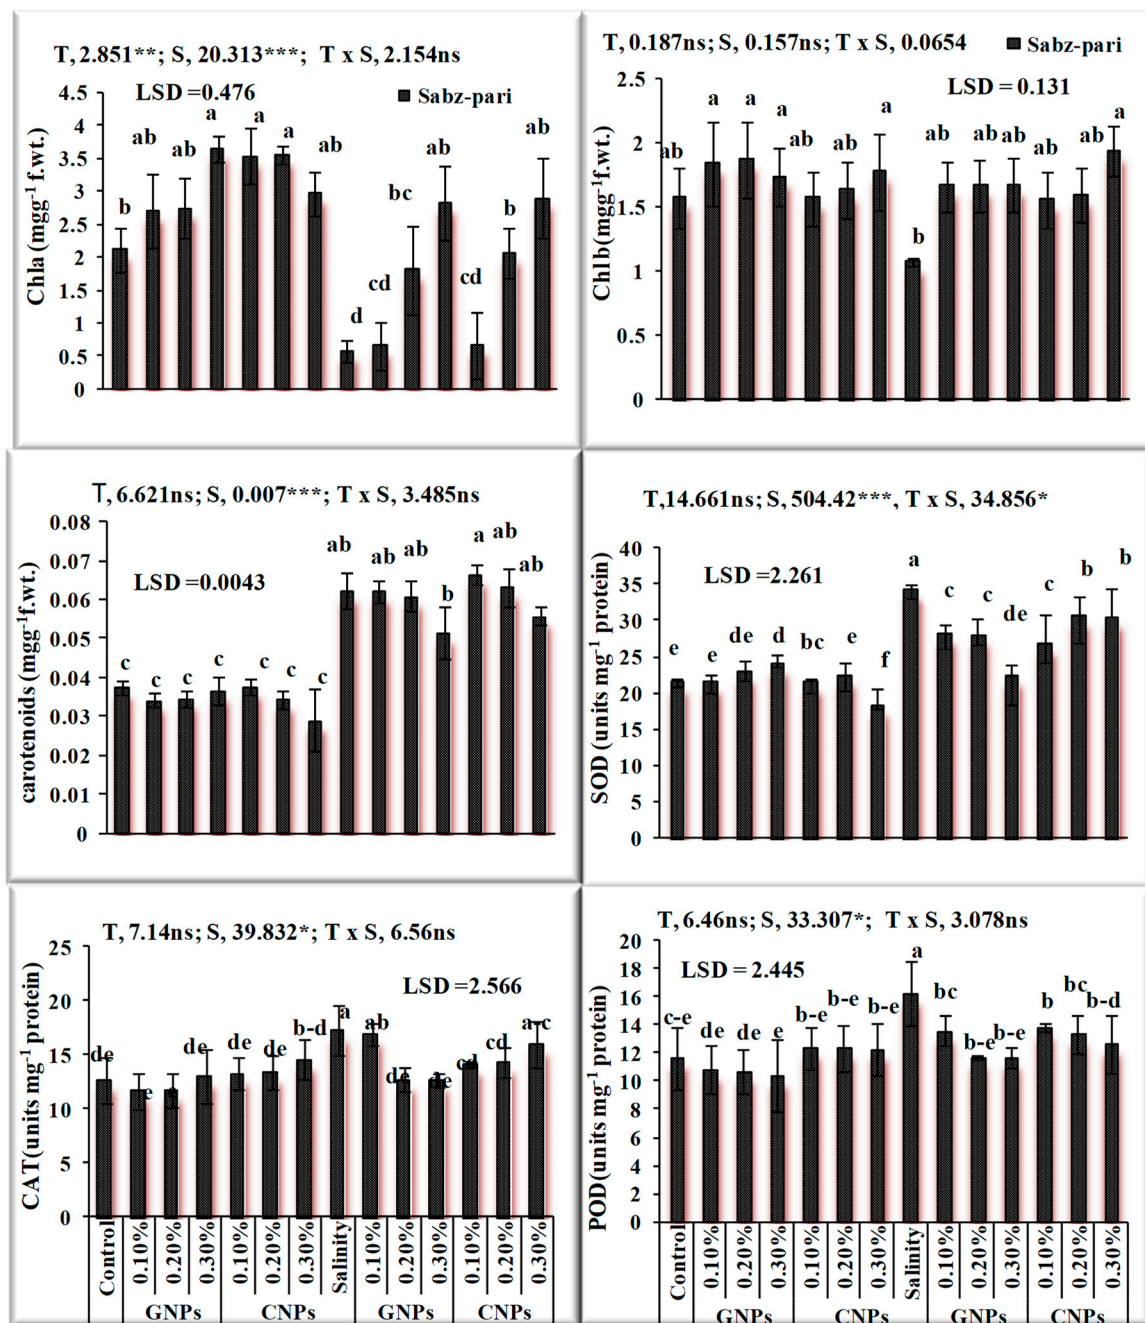 T, 2.851**; S, 20.313***; T x S, 2.154ns
LSD =0.476
Sabz-pari
Chla (mgg-1 f.wt.)
4.5
4
3.5
3
2.5
2
1.5
1
0.5
0
b
ab
ab
a
a
a
ab
d
cd
bc
ab
cd
b
ab
T, 0.187ns; S, 0.157ns; T x S, 0.0654
Sabz-pari
LSD = 0.131
Chlb(mgg-1f.wt.)
2.5
2
1.5
1
0.5
0
ab
a
a
a
ab
ab
a
b
ab
ab
ab
ab
ab
a
T, 6.621ns; S, 0.007***; T x S, 3.485ns
LSD =0.0043
carotenoids (mgg-1f.wt.)
0.08
0.07
0.06
0.05
0.04
0.03
0.02
0.01
0
c
c
c
c
c
c
c
ab
ab
ab
b
a
ab
ab
T,14.661ns; S, 504.42***, T x S, 34.856*
LSD =2.261
SOD (units mg-1 protein)
40
35
30
25
20
15
10
5
0
e
e
de
d
bc
e
f
a
c
c
de
c
b
b
T, 7.14ns; S, 39.832*; T x S, 6.56ns
LSD =2.566
CAT(units mg-1 protein)
25
20
15
10
5
0
de
e
e
de
de
de
b-d
a
ab
de
de
cd
cd
a-c
Control
0.10%
0.20%
0.30%
0.10%
0.20%
0.30%
Salinity
0.10%
0.20%
0.30%
0.10%
0.20%
0.30%
GNPs
CNPs
GNPs
CNPs
T, 6.46ns; S, 33.307*; T x S, 3.078ns
LSD = 2.445
POD(units mg-1 protein)
20
18
16
14
12
10
8
6
4
2
0
c-e
de
de
e
b-e
b-e
b-e
a
bc
b-e
b-e
b
bc
b-d
Control
0.10%
0.20%
0.30%
0.10%
0.20%
0.30%
Salinity
0.10%
0.20%
0.30%
0.10%
0.20%
0.30%
GNPs
CNPs
GNPs
CNPs